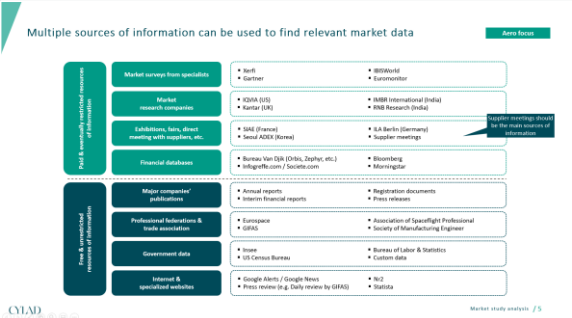 Multiple sources of information can be used to find relevant market data
Aero focus
Paid & eventually restricted resources
of information
Market surveys from specialists
• Xerfi
• Gartner
• IBISWorld
• Euromonitor
Market
research companies
• IQVIA (US)
• Kantar (UK)
• IMBR International (India)
• RNB Research (India)
Exhibitions, fairs, direct
meeting with suppliers, etc.
• SIAE (France)
• Seoul ADEX (Korea)
• ILA Berlin (Germany)
• Supplier meetings
Supplier meetings should
be the main sources of
information
Financial databases
• Bureau Van Djik (Orbis, Zephyr, etc.)
• Infogreffe.com / Societe.com
• Bloomberg
• Morningstar
Free & unrestricted
resources of information
Major companies'
publications
• Annual reports
• Interim financial reports
• Registration documents
• Press releases
Professional federations &
trade association
• Eurospace
• GIFAS
• Association of Spaceflight Professional
• Society of Manufacturing Engineer
Government data
• Insee
• US Census Bureau
• Bureau of Labor & Statistics
• Custom data
Internet &
specialized websites
• Google Alerts / Google News
• Press review (e.g. Daily review by GIFAS)
• Nr2
• Statista
CYLAD
Market study analysis / 5